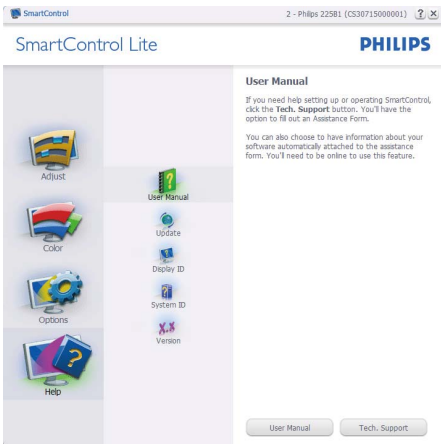 SmartControl
2 - Philips 225B1 (CS30715000001)
?
SmartControl Lite
PHILIPS
Adjust
Color
Options
Help
User Manual
Update
Display ID
System ID
X.X
Version
User Manual
If you need help setting up or operating SmartControl,
click the Tech. Support button. You'll have the
option to fill out an Assistance Form.
You can also choose to have information about your
software automatically attached to the assistance
form. You'll need to be online to use this feature.
User Manual
Tech. Support